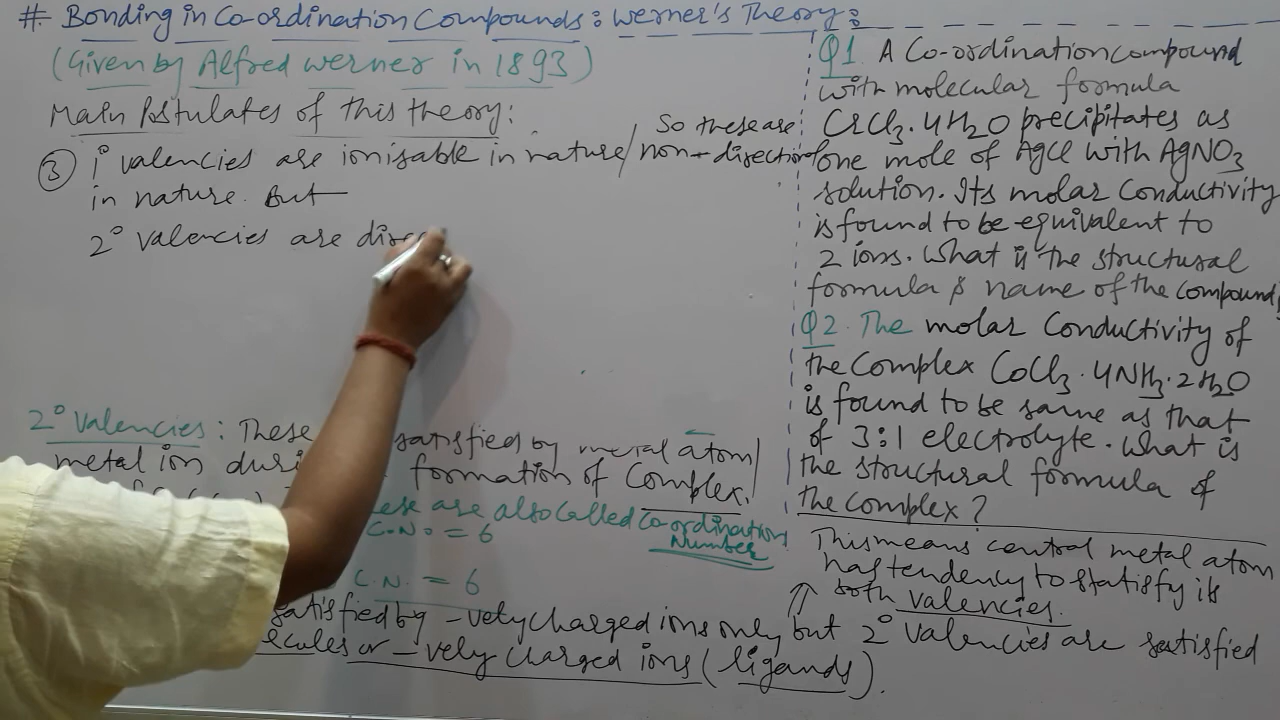 # Bonding in Co-ordination Compounds: Werner's Theory:
(Given by Alfred Werner in 1893)
Main Postulates of this theory:
③ 1° valencies are ionisable in nature/ So these are non-directional
in nature. But
2° valencies are direc
2° Valencies: These satisfied by metal atom/
metal ion duri formation of Complex.
ese are also called Co-ordination Number
C.No = 6
C.N. = 6
satisfied by -vely charged ions only but 2° valencies are satisfied
ecules or -vely charged ions (ligands).
Q1. A Co-ordination compound
with molecular formula
CrCl3.4H2O precipitates as
one mole of AgCl with AgNO3
solution. Its molar conductivity
is found to be equivalent to
2 ions. What is the structural
formula & name of the compound
Q2. The molar Conductivity of
the Complex CoCl3.4NH3.2H2O
is found to be same as that
of 3:1 electrolyte. What is
the structural formula of
the complex?
This means central metal atom
has tendency to statisfy its
both valencies.